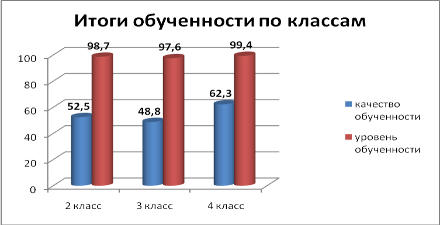 Итоги обученности по классам
98,7 97,6 99,4
52,5 48,8 62,3
100
80
60
40
20
0
2 класс 3 класс 4 класс
качество
обученности
уровень
обученности